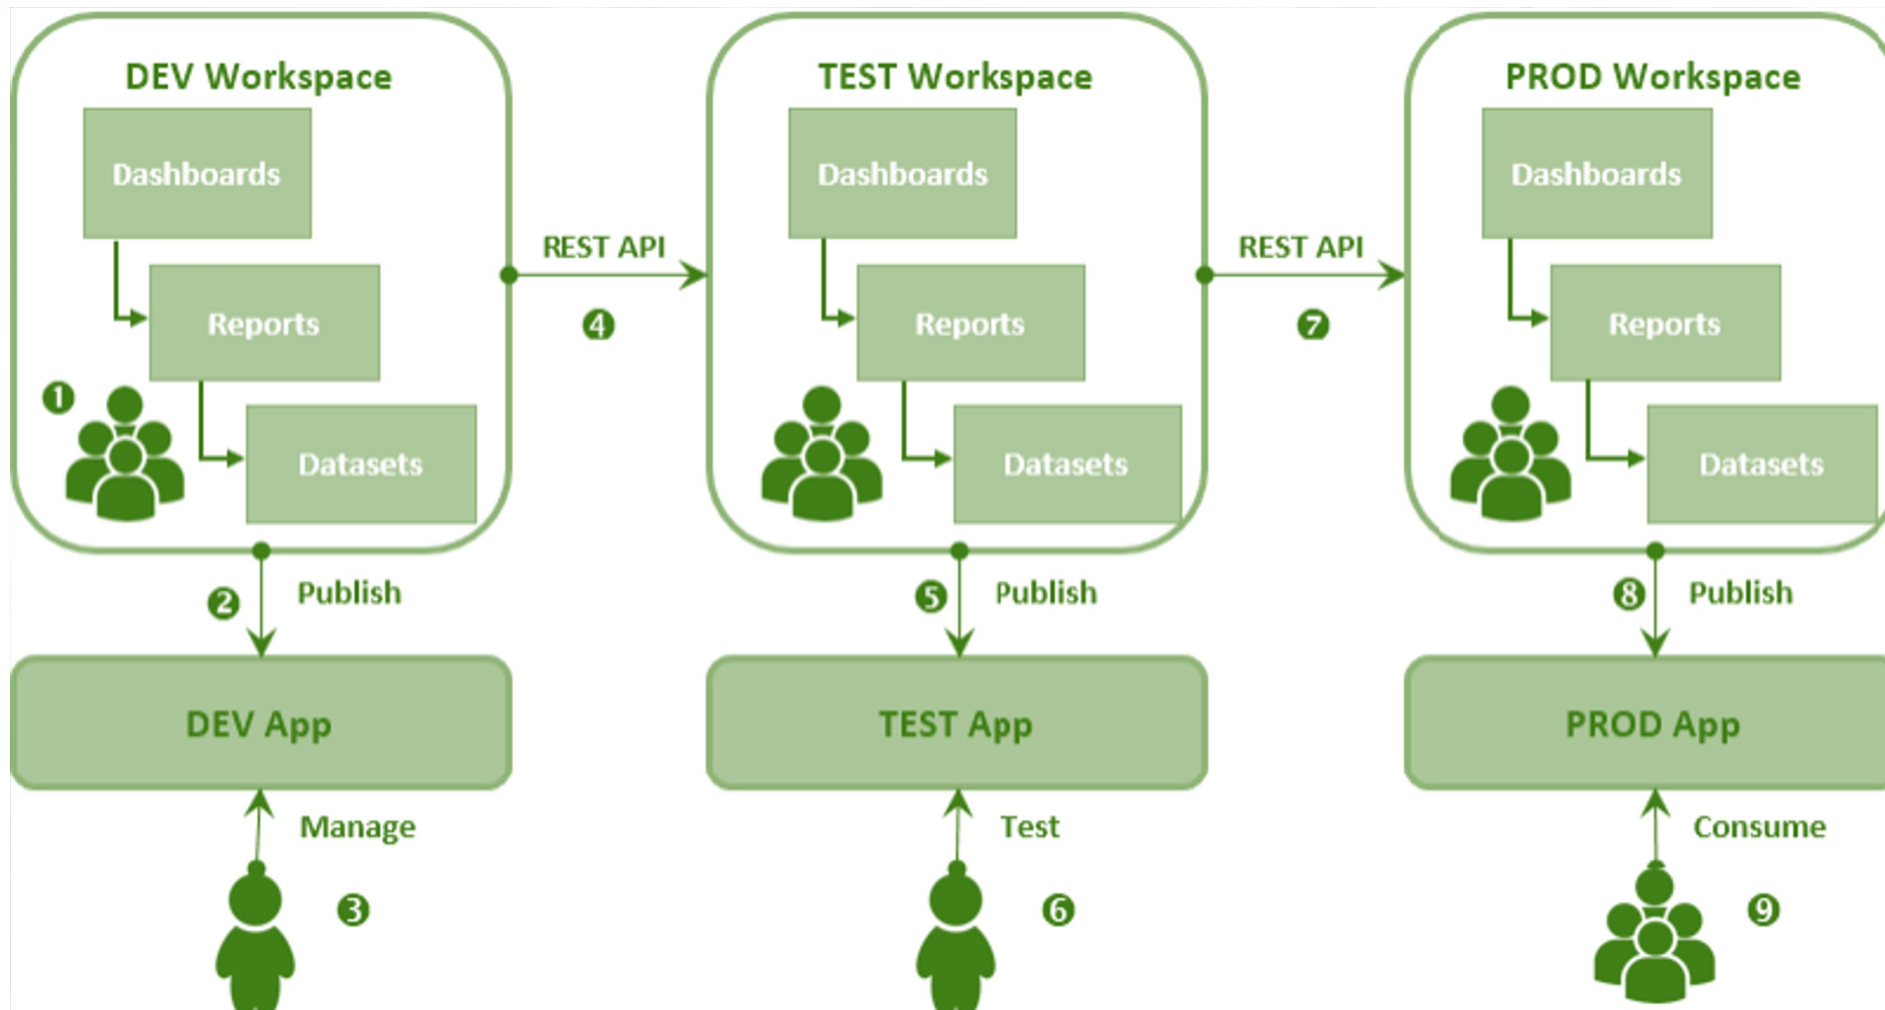 DEV Workspace
Dashboards
Reports
❶
Datasets
❷ Publish
DEV App
Manage
❸
REST API
❹
TEST Workspace
Dashboards
Reports
Datasets
❺ Publish
TEST App
Test
❻
REST API
❼
PROD Workspace
Dashboards
Reports
Datasets
❽ Publish
PROD App
Consume
❾